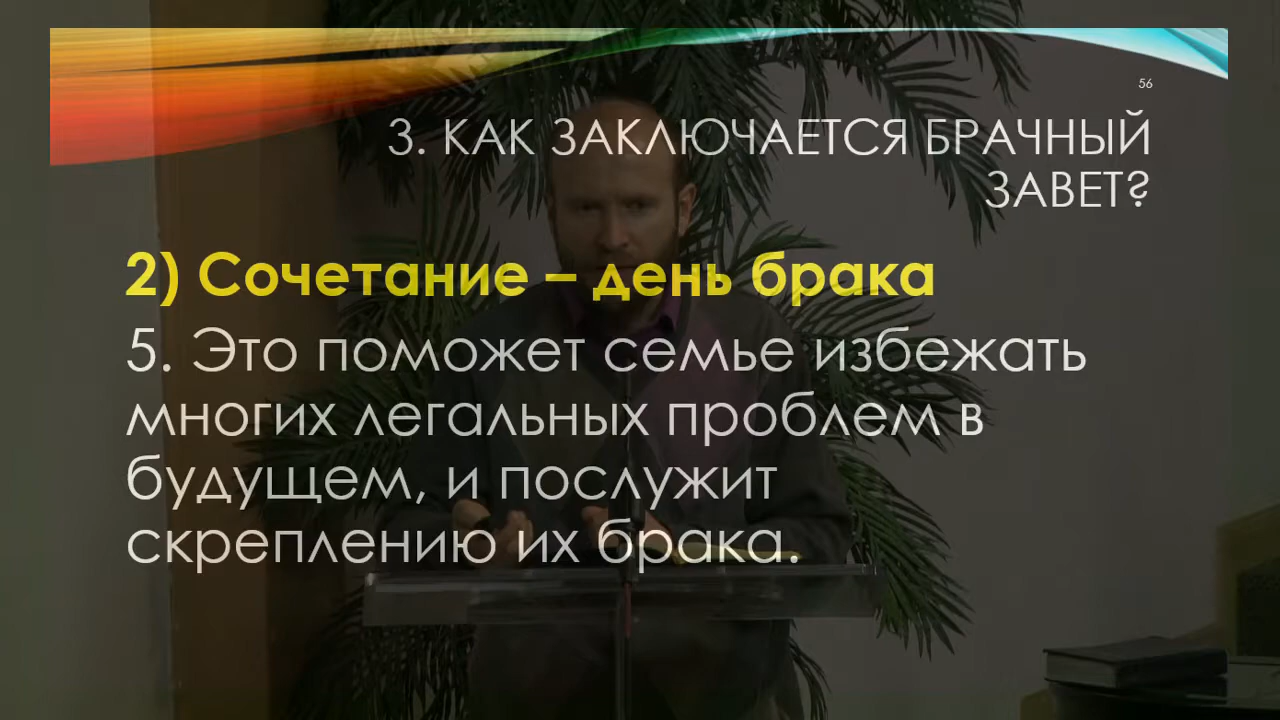 56
3. КАК ЗАКЛЮЧАЕТСЯ БРАЧНЫЙ
ЗАВЕТ?
2) Сочетание – день брака
5. Это поможет семье избежать
многих легальных проблем в
будущем, и послужит
скреплению их брака.